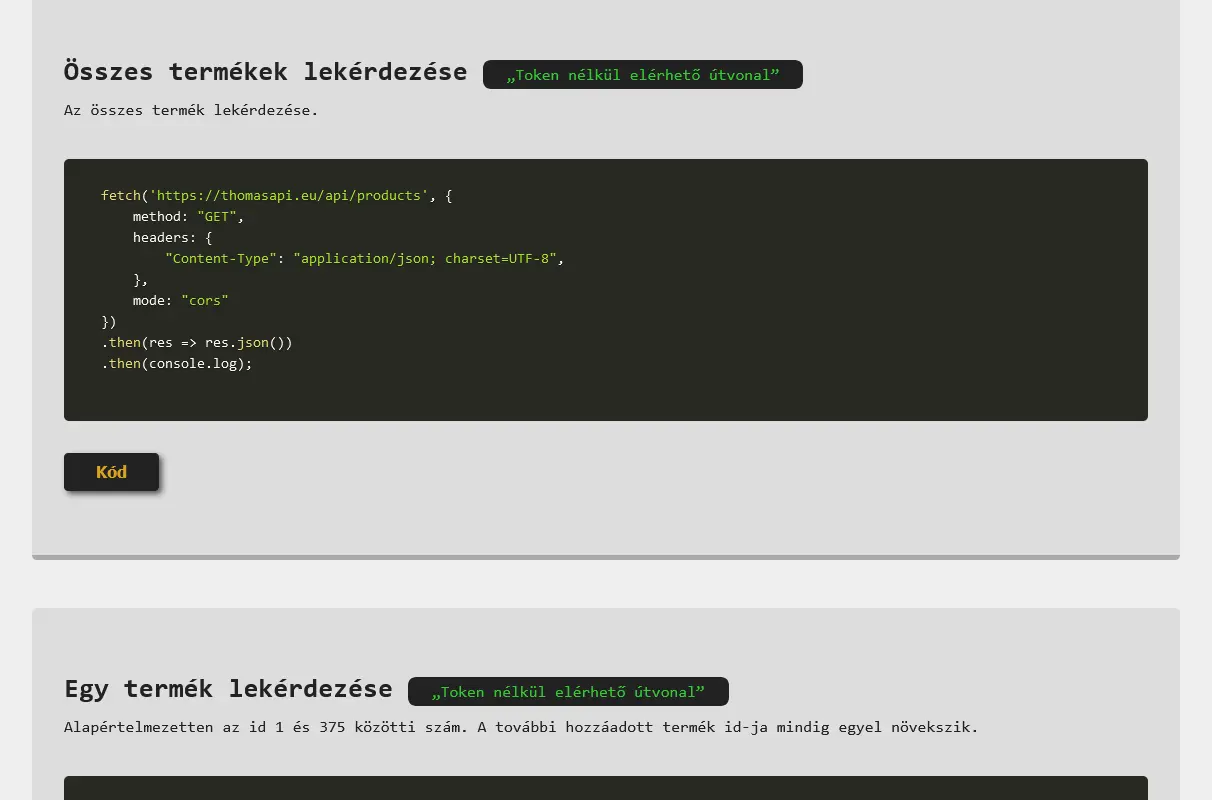 Összes termékek lekérdezése „Token nélkül elérhető útvonal”
Az összes termék lekérdezése.
fetch('https://thomasapi.eu/api/products', {
    method: "GET",
    headers: {
        "Content-Type": "application/json; charset=UTF-8",
    },
    mode: "cors"
})
.then(res => res.json())
.then(console.log);
Kód
Egy termék lekérdezése „Token nélkül elérhető útvonal”
Alapértelmezetten az id 1 és 375 közötti szám. A további hozzáadott termék id-ja mindig egyel növekszik.